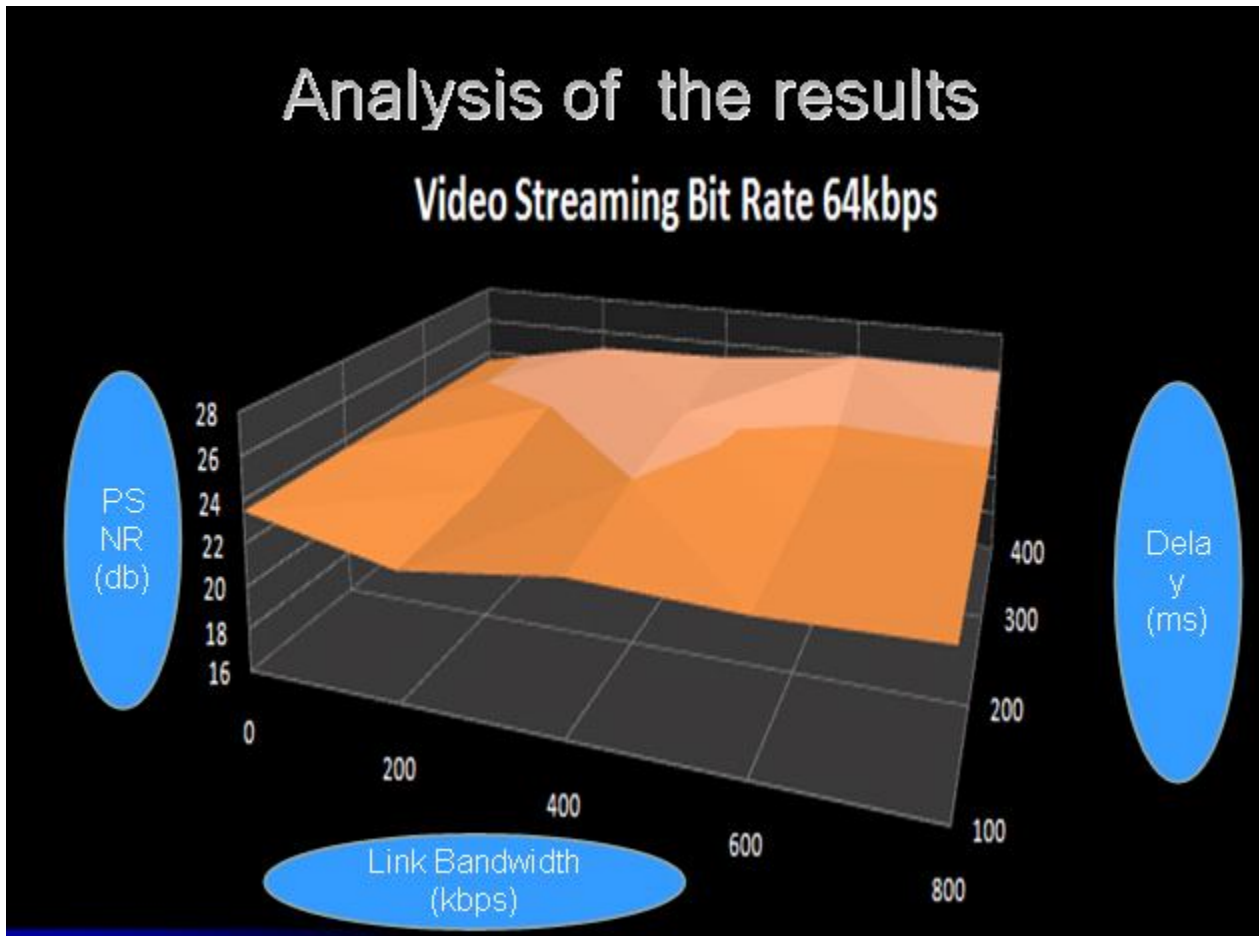 Analysis of the results
Video Streaming Bit Rate 64kbps
28
26
24
22
20
18
16
PS
NR
(db)
0
200
400
600
800
Link Bandwidth
(kbps)
400
300
200
100
Dela
y
(ms)